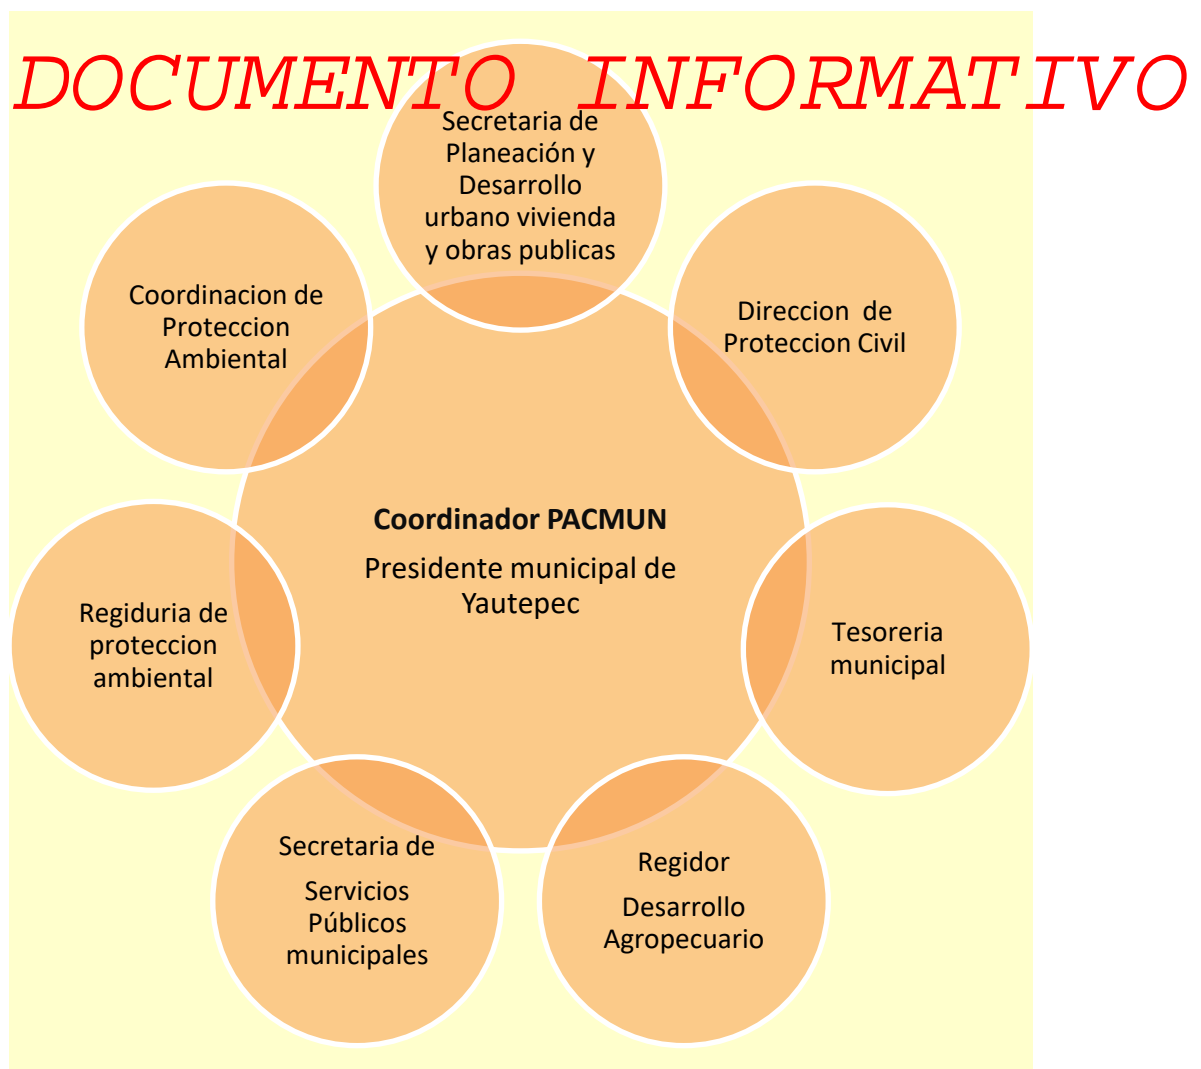 DOCUMENTO INFORMATIVO
Secretaria de
Planeación y
Desarrollo
urbano vivienda
y obras publicas
Coordinacion de
Proteccion
Ambiental
Direccion de
Proteccion Civil
Coordinador PACMUN
Presidente municipal de
Yautepec
Regiduria de
proteccion
ambiental
Tesoreria
municipal
Secretaria de
Servicios
Públicos
municipales
Regidor
Desarrollo
Agropecuario